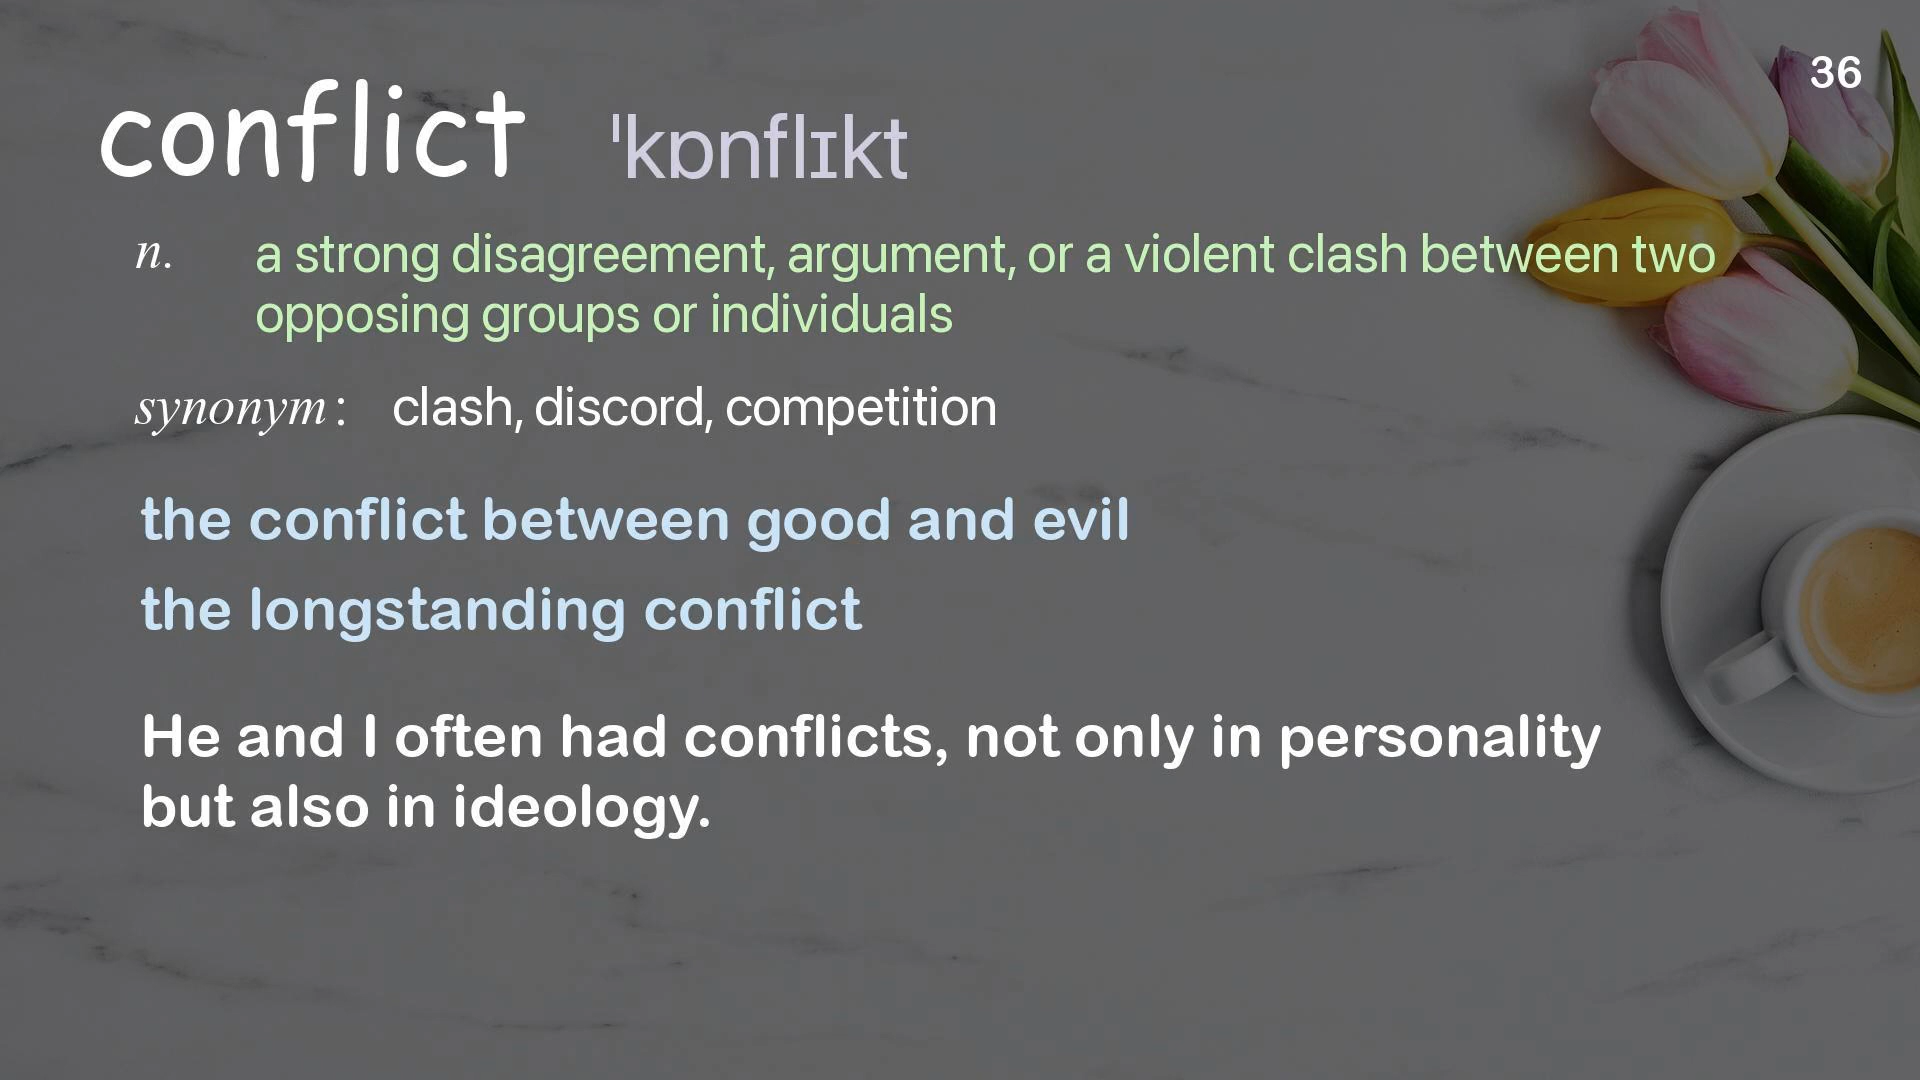 36
conflict ˈkɒnflɪkt
n. a strong disagreement, argument, or a violent clash between two
opposing groups or individuals
synonym: clash, discord, competition
the conflict between good and evil
the longstanding conflict
He and I often had conflicts, not only in personality
but also in ideology.